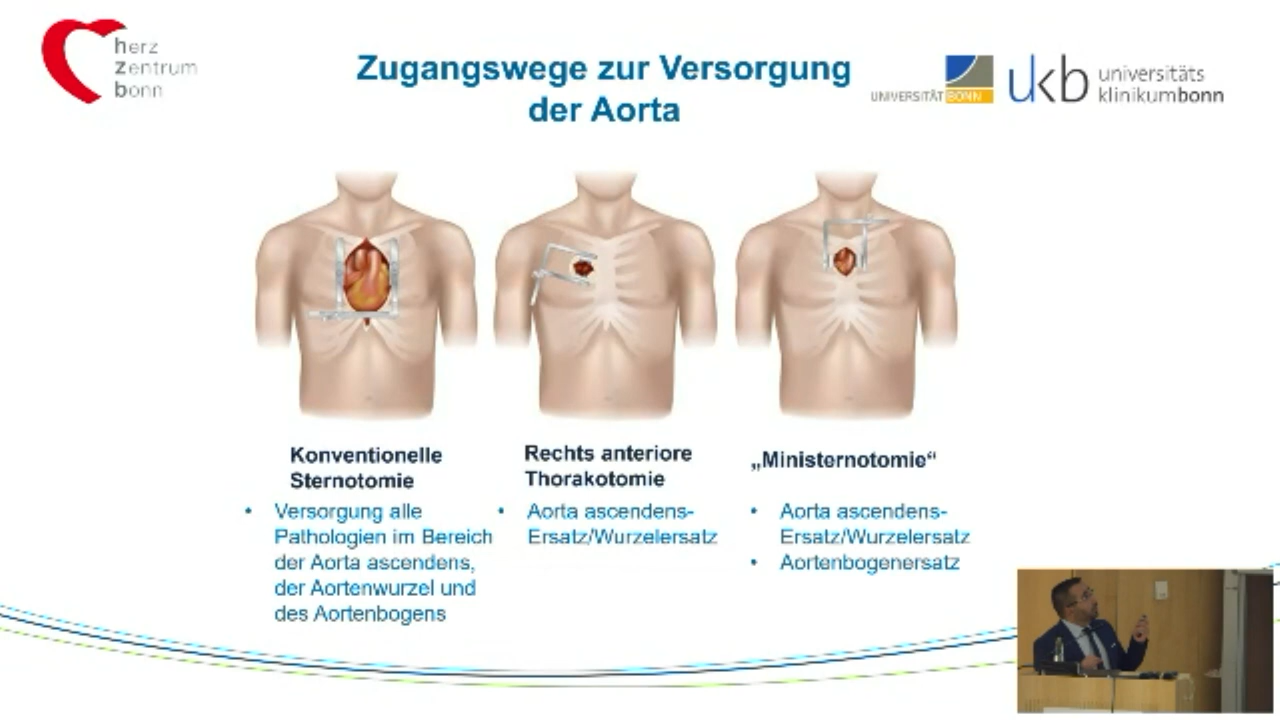 herz
zentrum
bonn
Zugangswege zur Versorgung
der Aorta
UNIVERSITÄT BONN
ukb universitäts
klinikumbonn
Konventionelle
Sternotomie
• Versorgung alle
Pathologien im Bereich
der Aorta ascendens,
der Aortenwurzel und
des Aortenbogens
Rechts anteriore
Thorakotomie
• Aorta ascendens-
Ersatz/Wurzelersatz
„Ministernotomie“
• Aorta ascendens-
Ersatz/Wurzelersatz
• Aortenbogenersatz